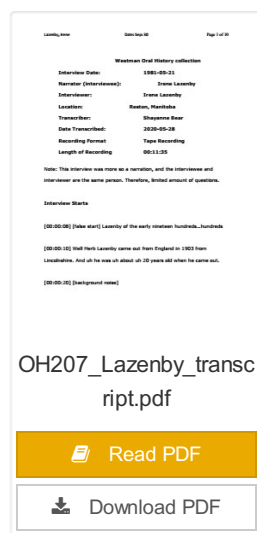 Lazenby, Irene Date: Sept 80 Page 1 of 10
Westman Oral History collection
Interview Date: 1981-05-21
Narrator (interviewee): Irene Lazenby
Interviewer: Irene Lazenby
Location: Reston, Manitoba
Transcriber: Shayanne Bear
Date Transcribed: 2020-05-28
Recording Format Tape Recording
Length of Recording 00:11:35
Note: This interview was more so a narration, and the interviewee and
interviewer are the same person. Therefore, limited amount of questions.
Interview Starts
[00:00:00] [false start] Lazenby of the early nineteen hundreds...hundreds
[00:00:10] Well Herb Lazenby came out from England in 1903 from
Lincolnshire. And uh he was uh about uh 20 years old when he came out.
[00:00:20] [background noise]
OH207_Lazenby_transc
ript.pdf
Read PDF
Download PDF